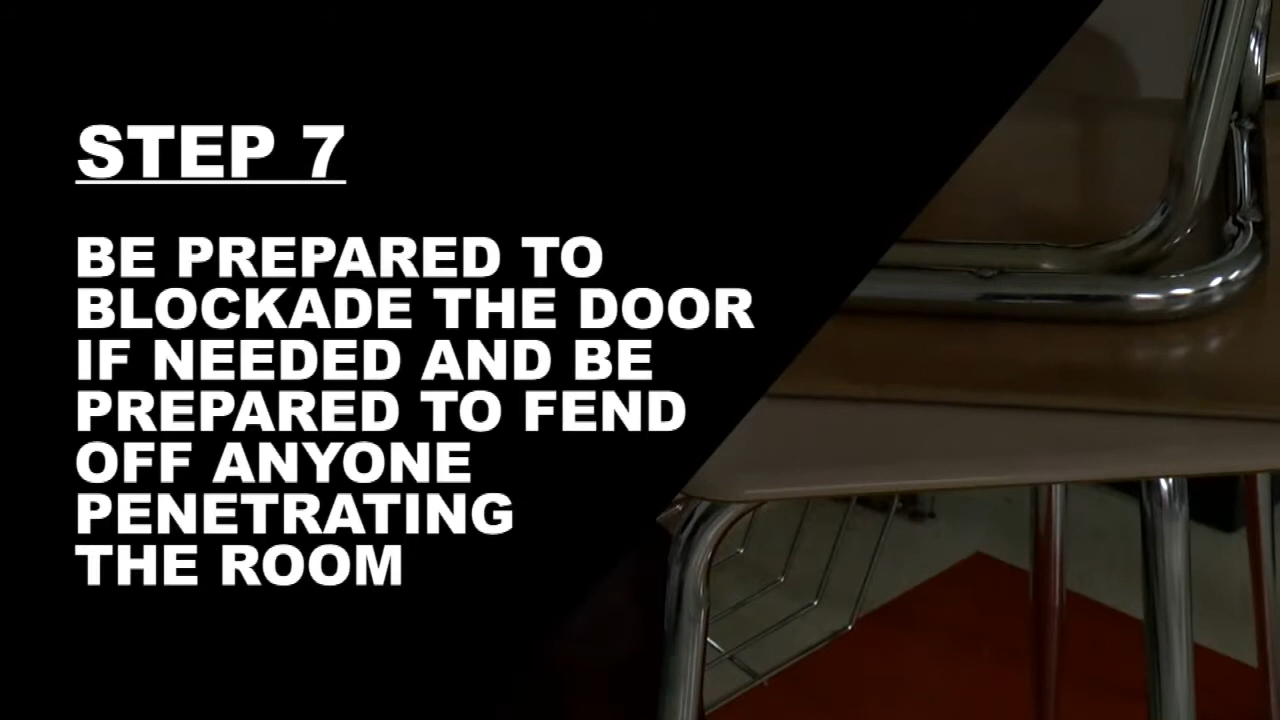 STEP 7
BE PREPARED TO
BLOCKADE THE DOOR
IF NEEDED AND BE
PREPARED TO FEND
OFF ANYONE
PENETRATING
THE ROOM